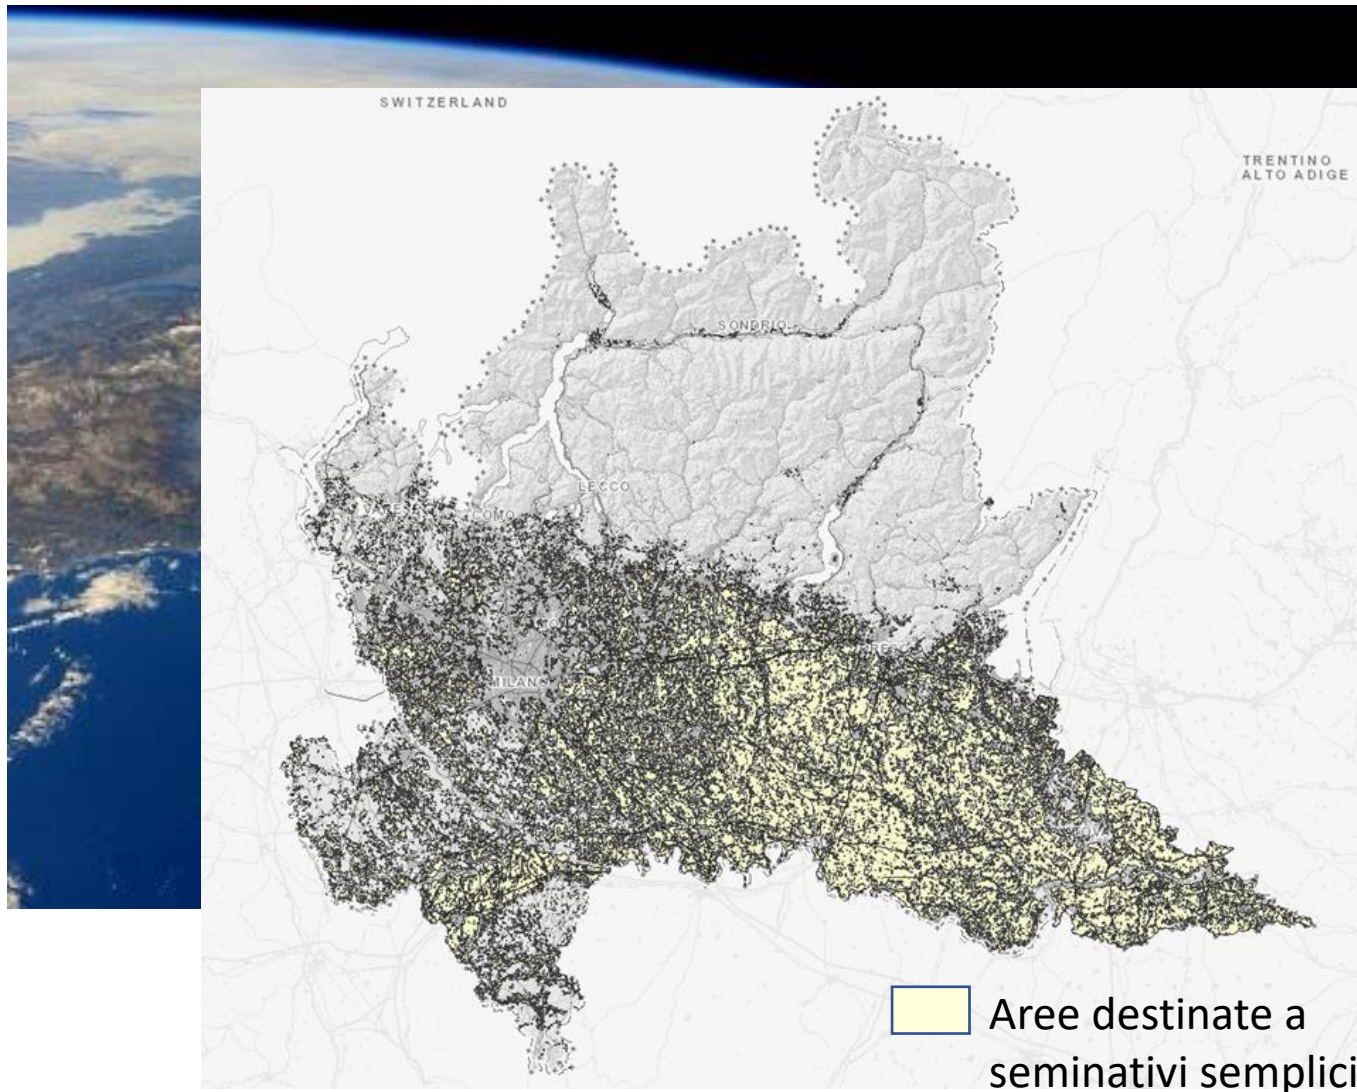 SWITZERLAND
TRENTINO
ALTO ADIGE
SONDRIO
LECCO
COMO
MILANO
Aree destinate a
seminativi semplici